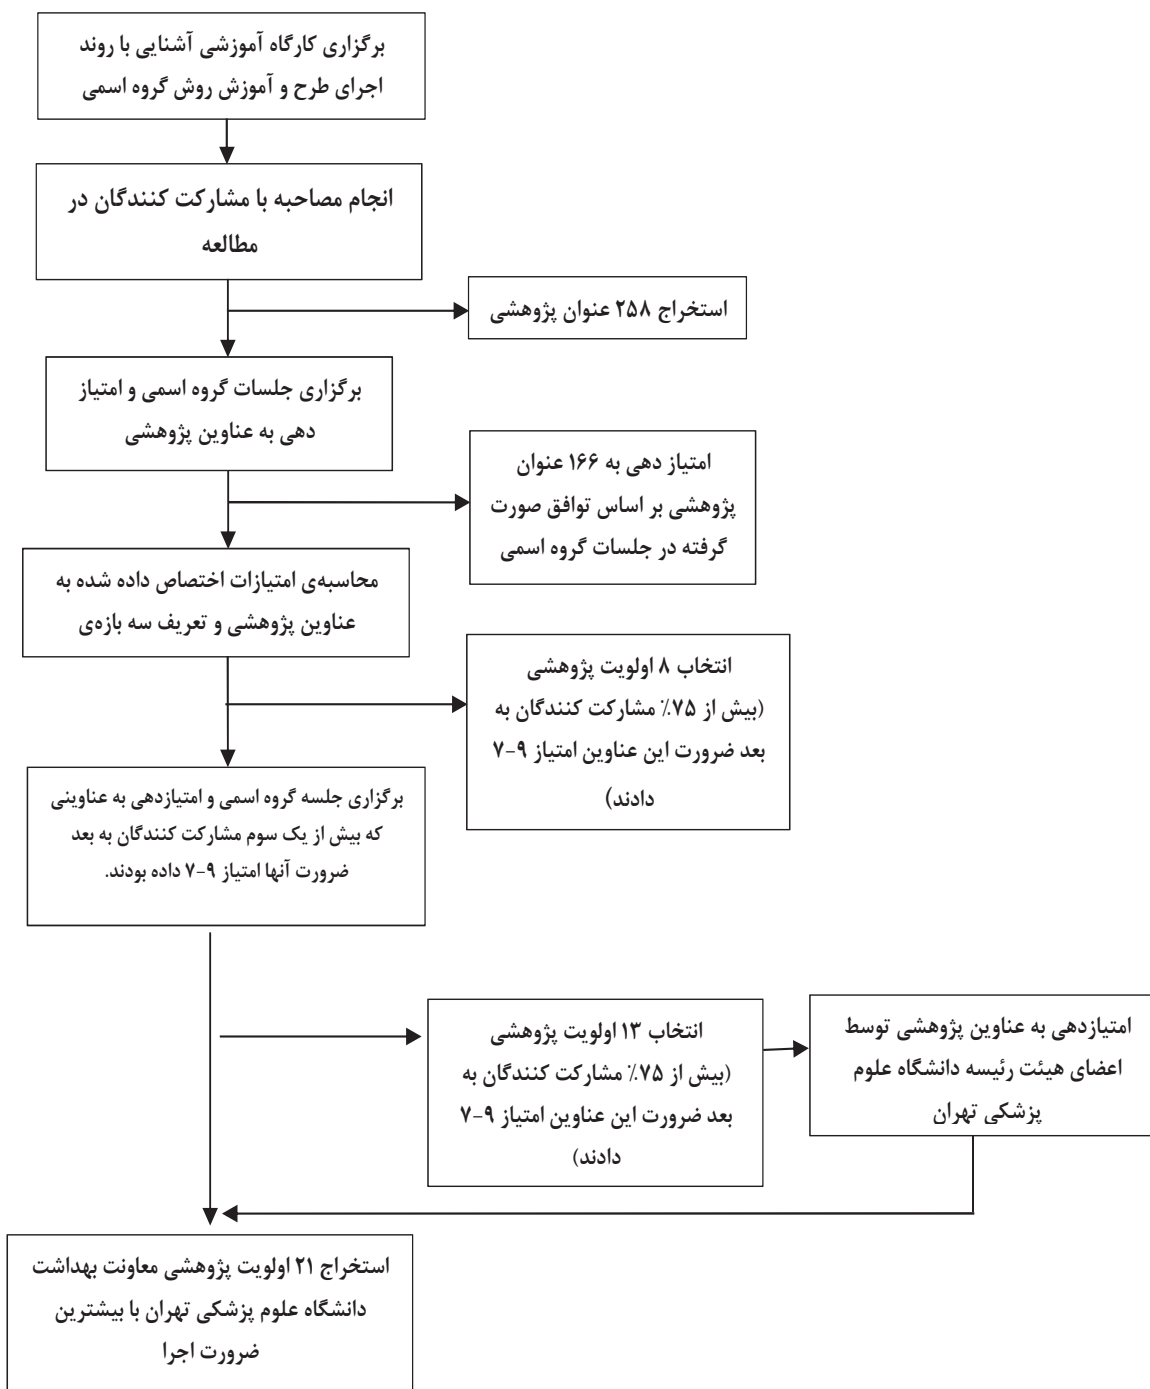 برگزاری کارگاه آموزشی آشنایی با روند
اجرای طرح و آموزش روش گروه اسمی
انجام مصاحبه با مشارکت کنندگان در
مطالعه
استخراج ۲۵۸ عنوان پژوهشی
برگزاری جلسات گروه اسمی و امتیاز
دهی به عناوین پژوهشی
امتیاز دهی به ۱۶۶ عنوان
پژوهشی بر اساس توافق صورت
گرفته در جلسات گروه اسمی
محاسبه‌ی امتیازات اختصاص داده شده به
عناوین پژوهشی و تعریف سه بازه‌ی
انتخاب ۸ اولویت پژوهشی
(بیش از ۷۵٪ مشارکت کنندگان به
بعد ضرورت این عناوین امتیاز ۹-۷
دادند)
برگزاری جلسه گروه اسمی و امتیازدهی به عناوینی
که بیش از یک سوم مشارکت کنندگان به بعد
ضرورت آنها امتیاز ۹-۷ داده بودند.
انتخاب ۱۳ اولویت پژوهشی
(بیش از ۷۵٪ مشارکت کنندگان به
بعد ضرورت این عناوین امتیاز ۹-۷
دادند)
امتیازدهی به عناوین پژوهشی توسط
اعضای هیئت رئیسه دانشگاه علوم
پزشکی تهران
استخراج ۲۱ اولویت پژوهشی معاونت بهداشت
دانشگاه علوم پزشکی تهران با بیشترین
ضرورت اجرا